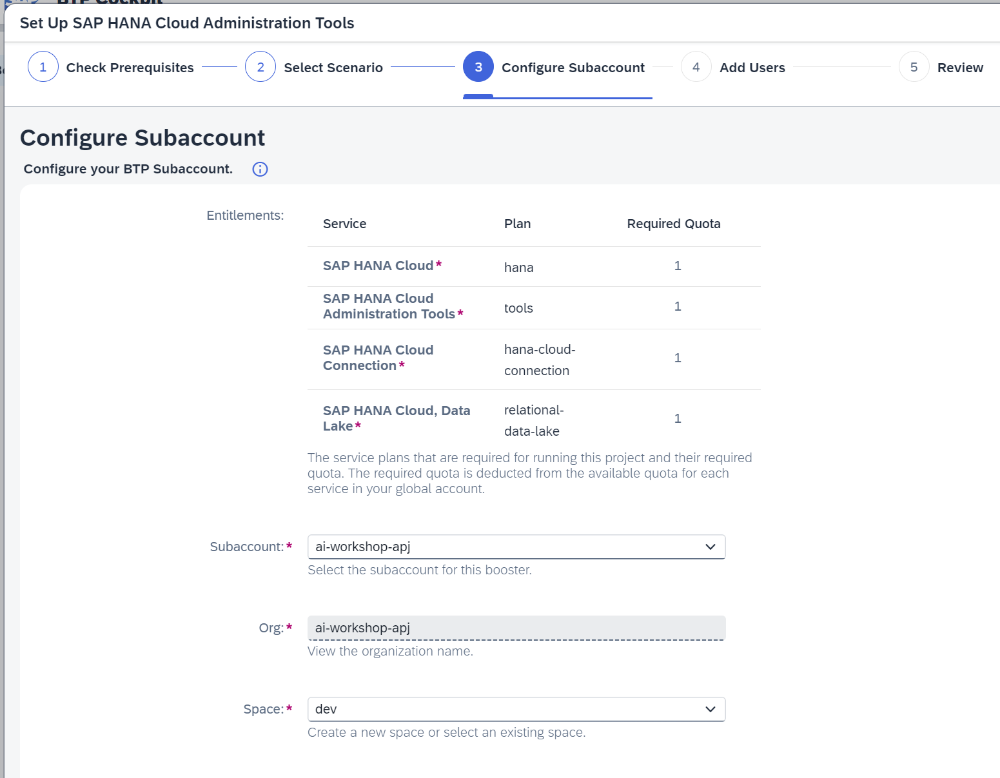 BTP Cockpit
Set Up SAP HANA Cloud Administration Tools
1 Check Prerequisites 2 Select Scenario 3 Configure Subaccount 4 Add Users 5 Review
Configure Subaccount
Configure your BTP Subaccount.
Entitlements:
Service Plan Required Quota
SAP HANA Cloud* hana 1
SAP HANA Cloud
Administration Tools* tools 1
SAP HANA Cloud hana-cloud-
Connection* connection 1
SAP HANA Cloud, Data relational-
Lake* data-lake 1
The service plans that are required for running this project and their required
quota. The required quota is deducted from the available quota for each
service in your global account.
Subaccount:* ai-workshop-apj
Select the subaccount for this booster.
Org:* ai-workshop-apj
View the organization name.
Space:* dev
Create a new space or select an existing space.